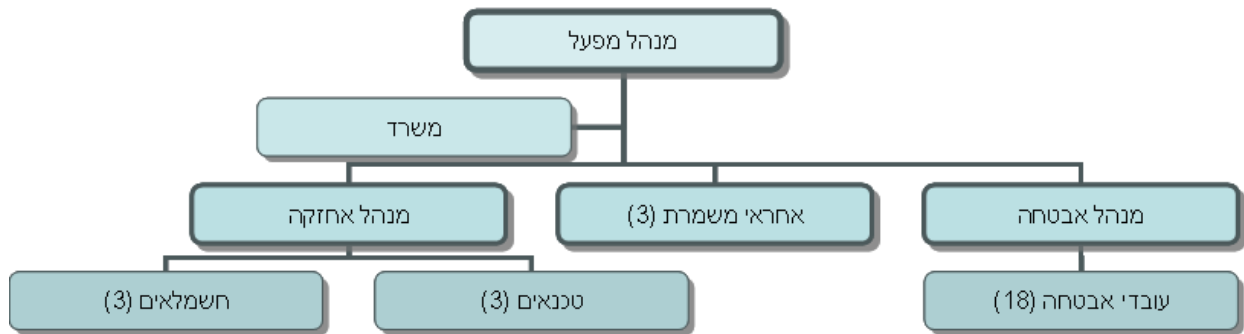 מנהל מפעל
משרד
מנהל אבטחה
אחראי משמרת (3)
מנהל אחזקה
עובדי אבטחה (18)
טכנאים (3)
חשמלאים (3)